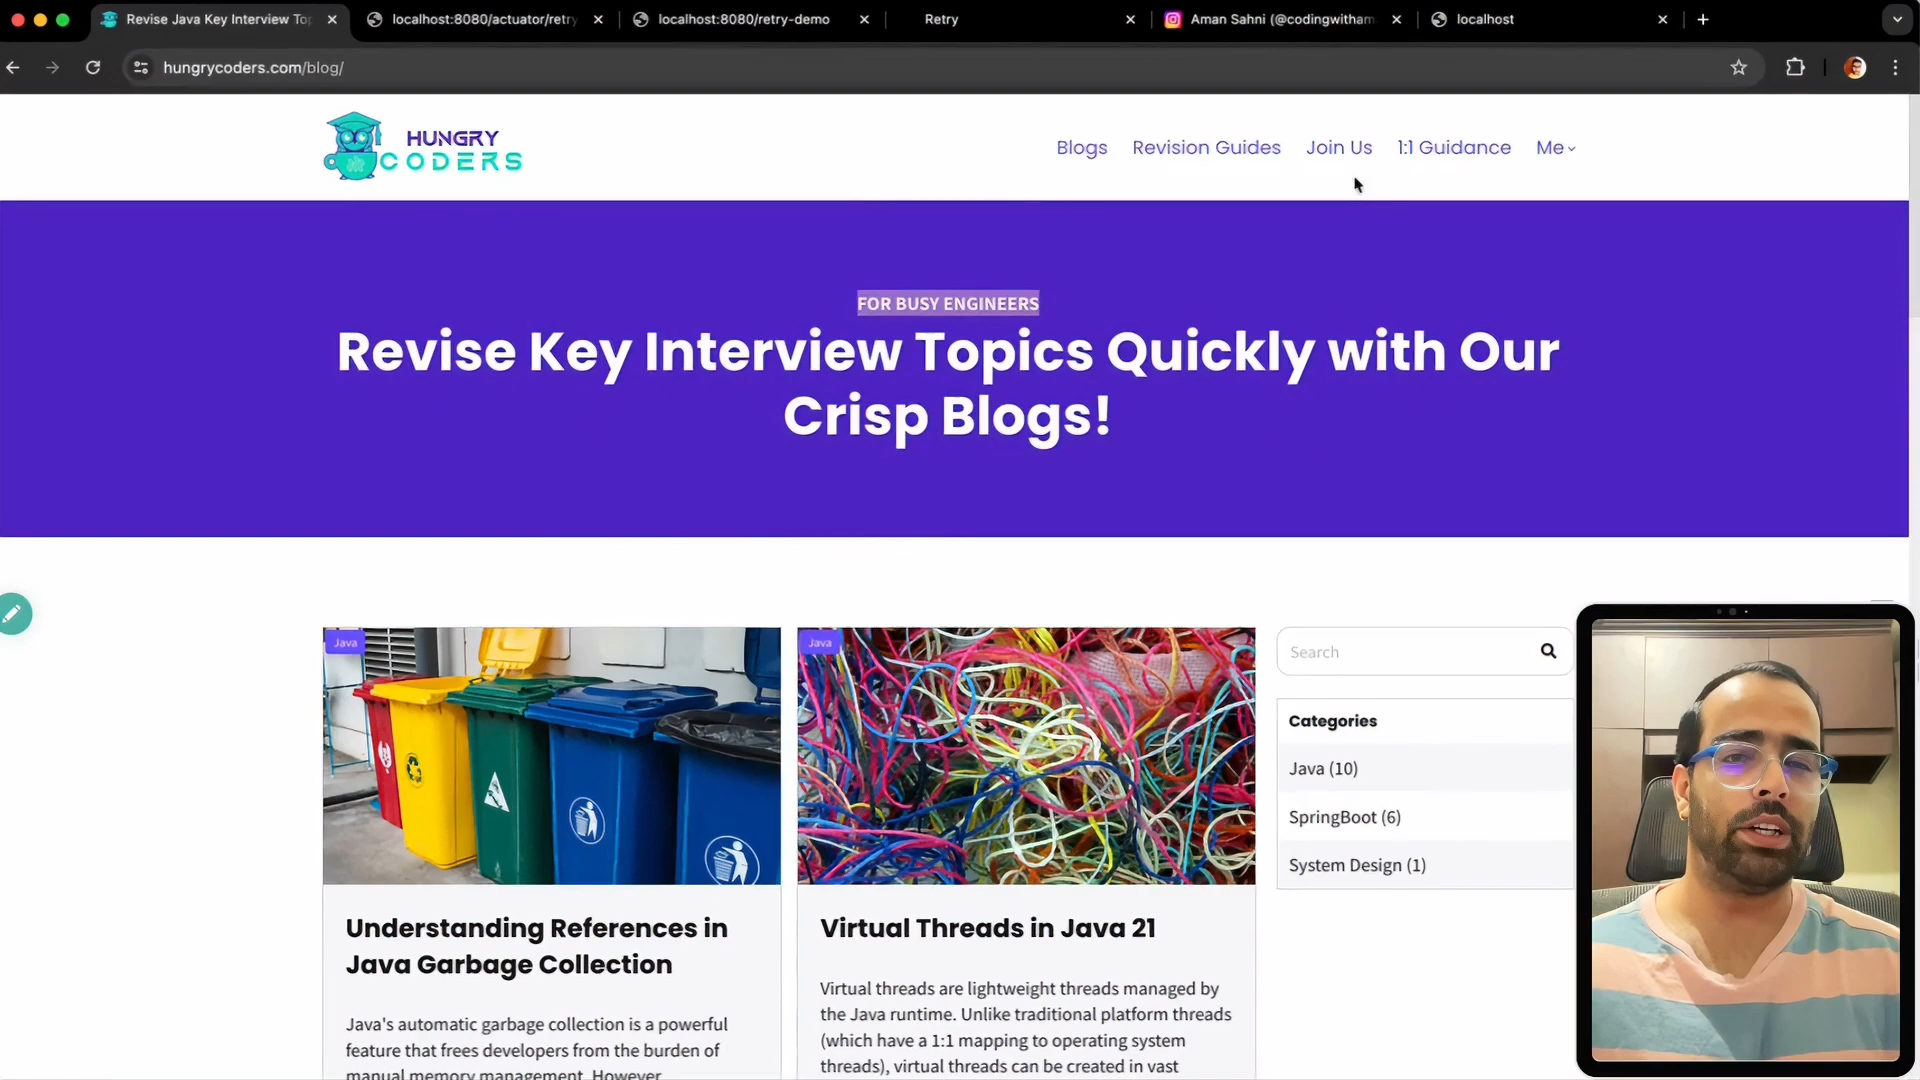 Revise Java Key Interview To
localhost:8080/actuator/retry
localhost:8080/retry-demo
Retry
Aman Sahni (@codingwitham
localhost
hungrycoders.com/blog/
HUNGRY
CODERS
Blogs
Revision Guides
Join Us
1:1 Guidance
Me
FOR BUSY ENGINEERS
Revise Key Interview Topics Quickly with Our
Crisp Blogs!
Java
Java
Search
Categories
Java (10)
SpringBoot (6)
System Design (1)
Understanding References in
Java Garbage Collection
Java's automatic garbage collection is a powerful
feature that frees developers from the burden of
manual memory management. However
Virtual Threads in Java 21
Virtual threads are lightweight threads managed by
the Java runtime. Unlike traditional platform threads
(which have a 1:1 mapping to operating system
threads), virtual threads can be created in vast